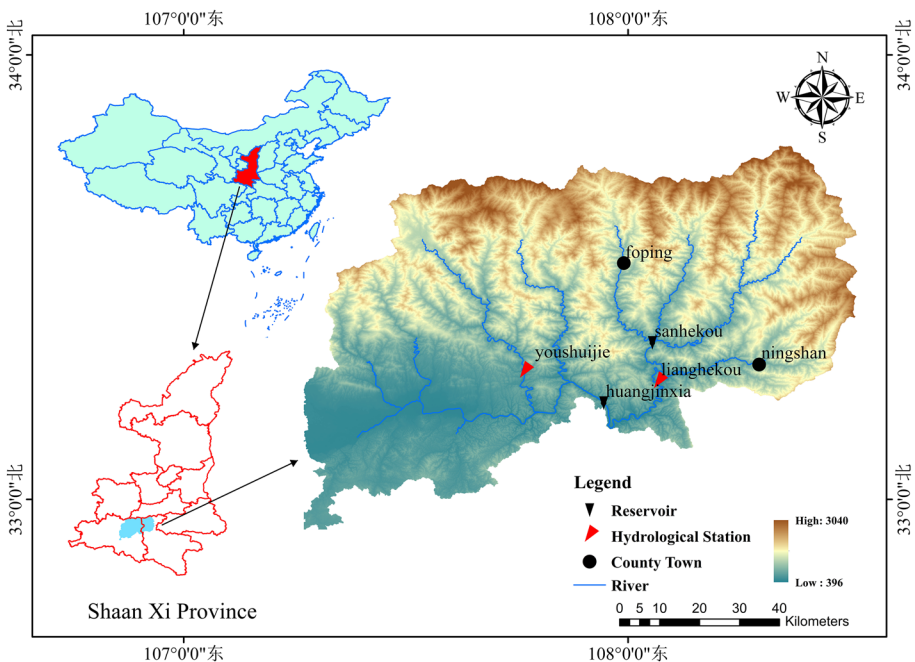 107°0'0"东 108°0'0"东
34°0'0"北 34°0'0"北
N
W E
S
foping
sanhekou
youshuijie ningshan
lianghekou
huangjinxia
33°0'0"北 33°0'0"北
Legend
Reservoir
Hydrological Station
County Town
River
High: 3040
Low : 396
0 5 10 20 30 40
Kilometers
Shaan Xi Province
107°0'0"东 108°0'0"东